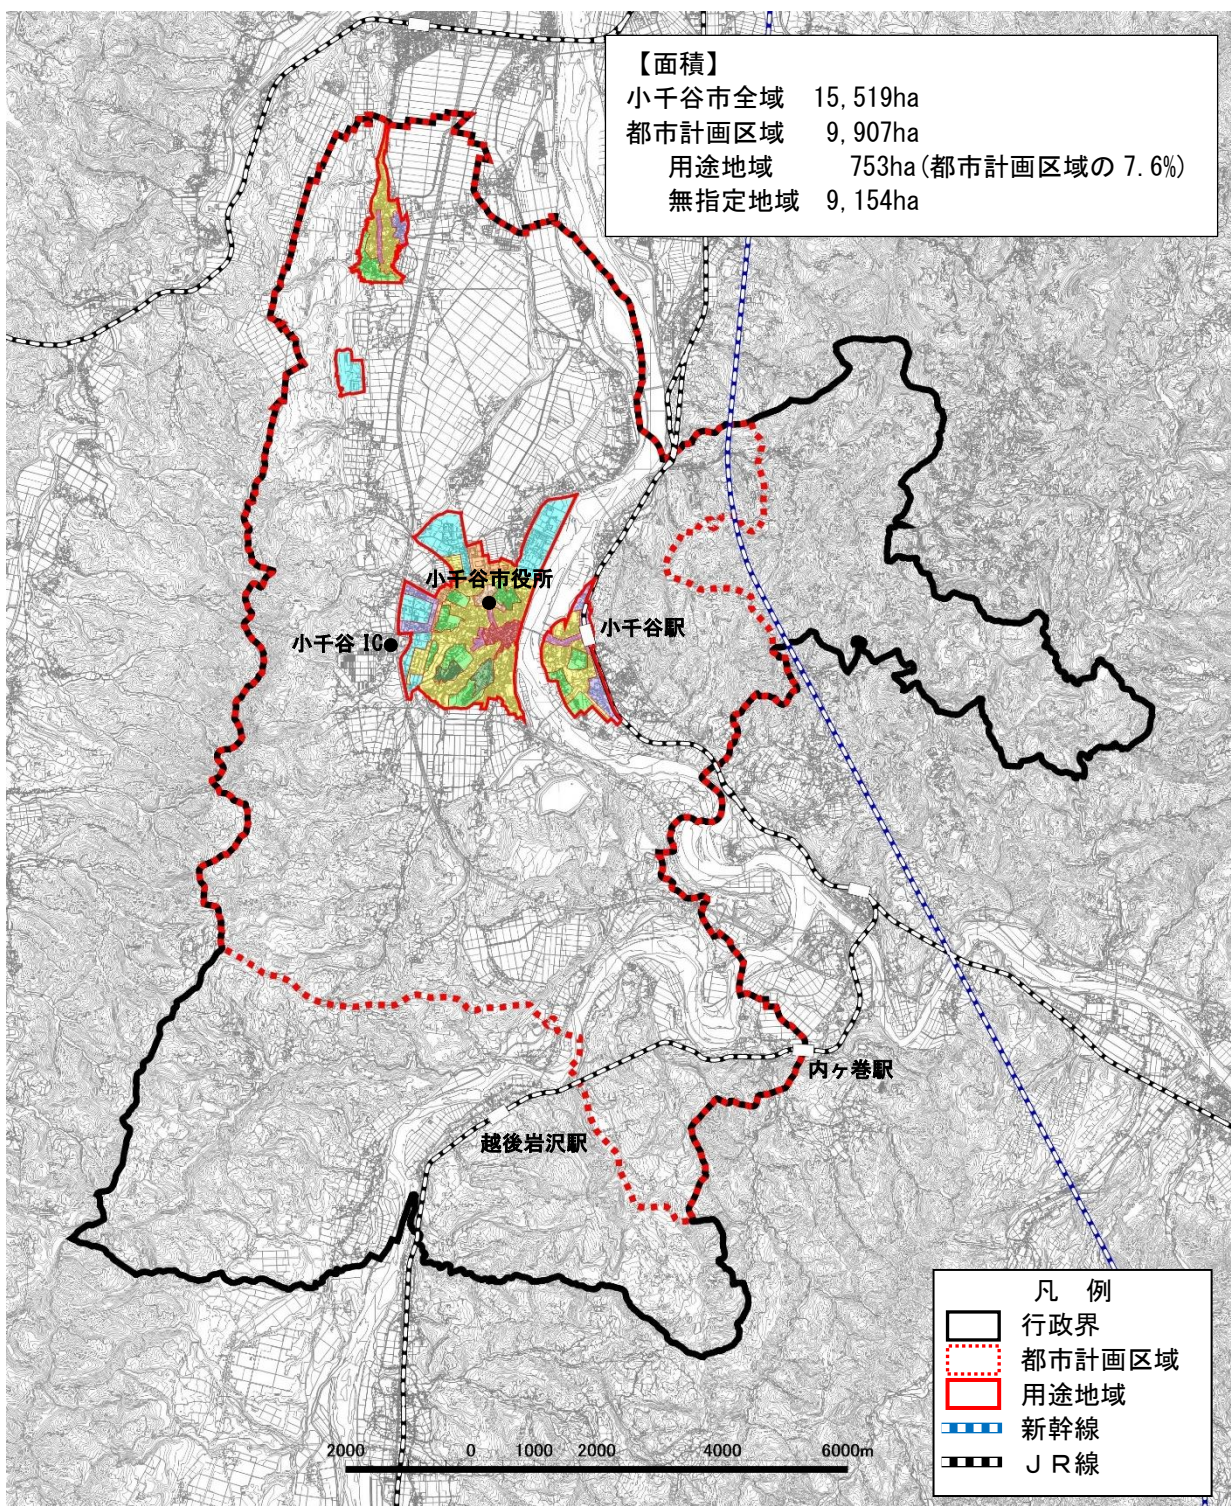 【面積】
小千谷市全域 15,519ha
都市計画区域 9,907ha
用途地域 753ha(都市計画区域の 7.6%)
無指定地域 9,154ha
小千谷市役所
小千谷駅
小千谷 IC
内ヶ巻駅
越後岩沢駅
凡 例
行政界
都市計画区域
用途地域
新幹線
ＪＲ線
2000 0 1000 2000 4000 6000m